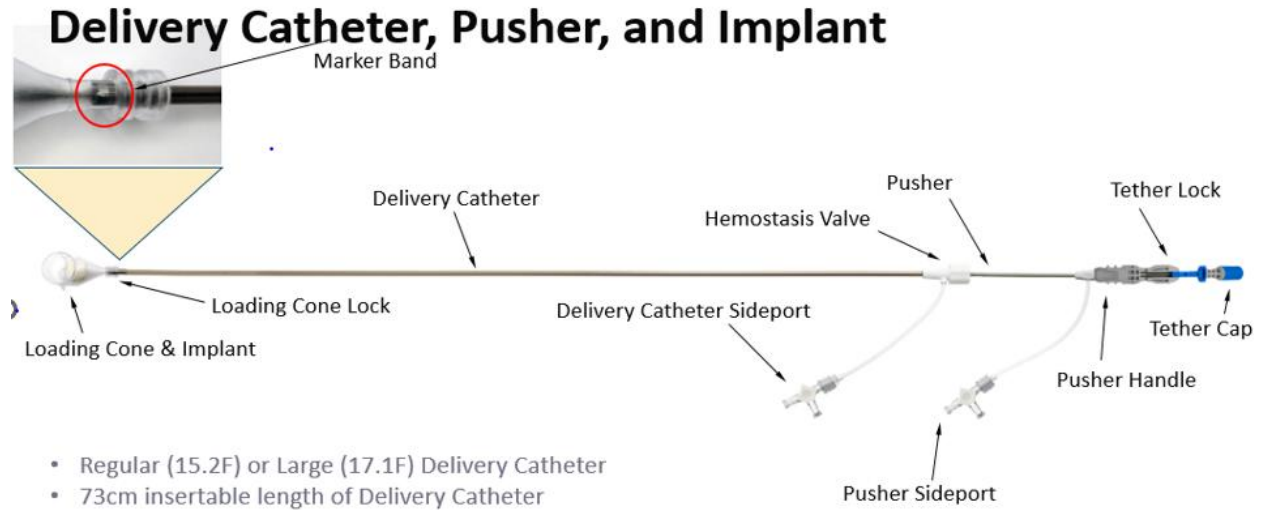 Delivery Catheter, Pusher, and Implant
Marker Band
Pusher
Tether Lock
Delivery Catheter
Hemostasis Valve
Loading Cone Lock
Delivery Catheter Sideport
Tether Cap
Loading Cone & Implant
Pusher Handle
• Regular (15.2F) or Large (17.1F) Delivery Catheter
• 73cm insertable length of Delivery Catheter
Pusher Sideport